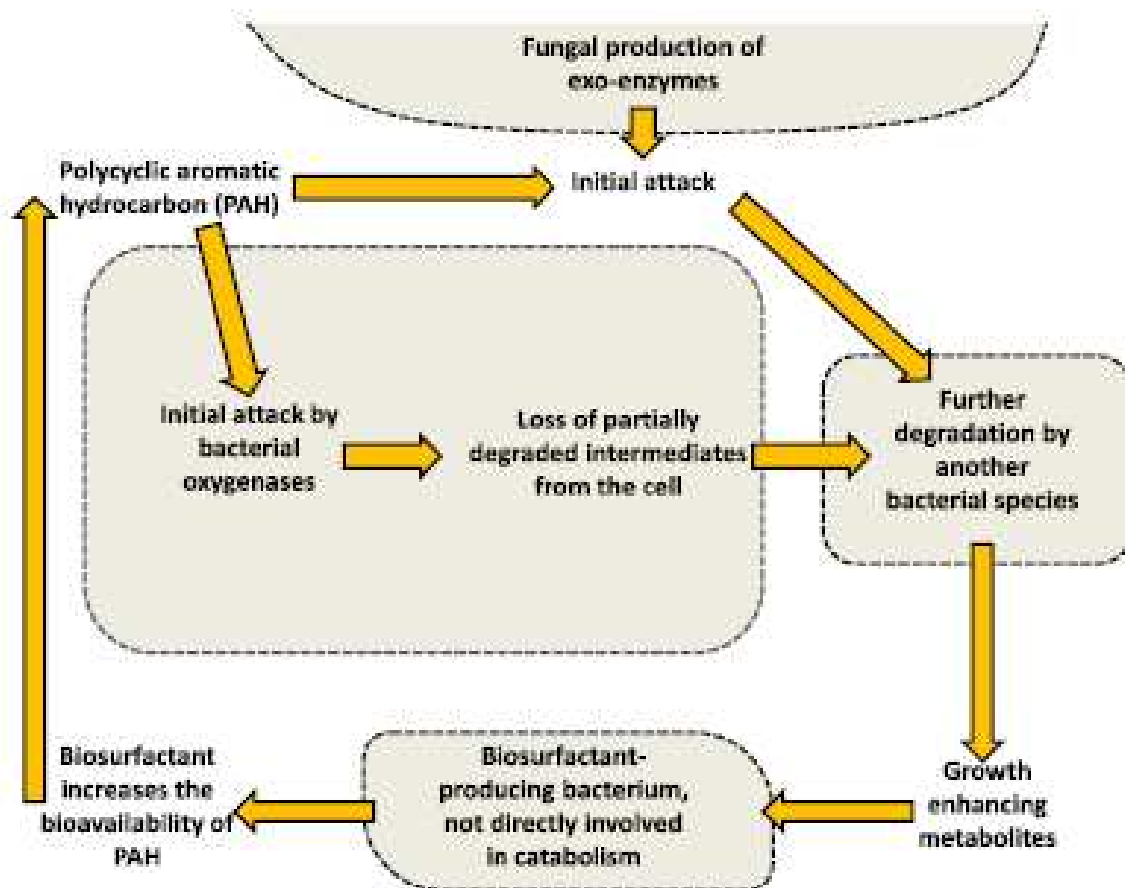 Fungal production of
exo-enzymes
Polycyclic aromatic
hydrocarbon (PAH)
Initial attack
Initial attack by
bacterial
oxygenases
Loss of partially
degraded intermediates
from the cell
Further
degradation by
another
bacterial species
Biosurfactant
increases the
bioavailability of
PAH
Biosurfactant-
producing bacterium,
not directly involved
in catabolism
Growth
enhancing
metabolites